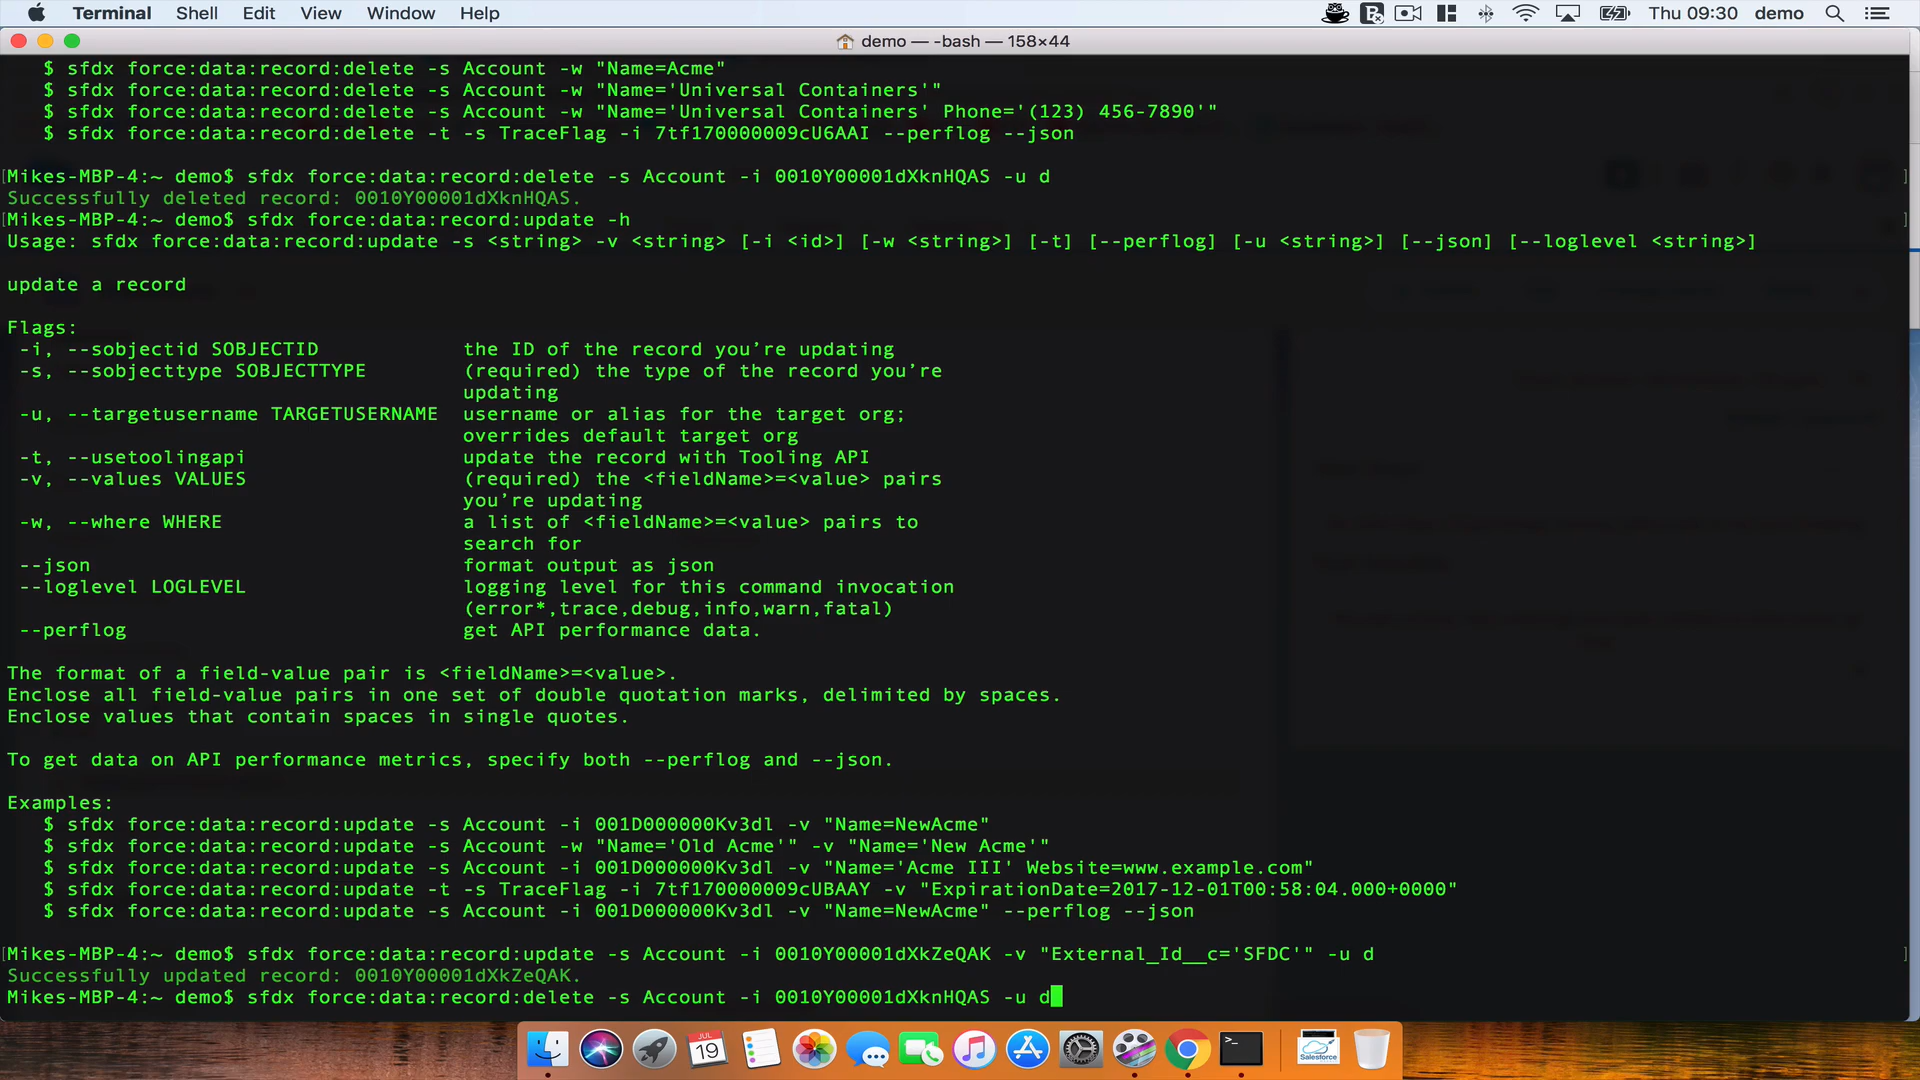 Terminal Shell Edit View Window Help Thu 09:30 demo
demo — -bash — 158×44
$ sfdx force:data:record:delete -s Account -w "Name=Acme"
$ sfdx force:data:record:delete -s Account -w "Name='Universal Containers'"
$ sfdx force:data:record:delete -s Account -w "Name='Universal Containers' Phone='(123) 456-7890'"
$ sfdx force:data:record:delete -t -s TraceFlag -i 7tf170000009cU6AAI --perflog --json
[Mikes-MBP-4:~ demo$ sfdx force:data:record:delete -s Account -i 0010Y00001dXknHQAS -u d ]
Successfully deleted record: 0010Y00001dXknHQAS.
[Mikes-MBP-4:~ demo$ sfdx force:data:record:update -h ]
Usage: sfdx force:data:record:update -s <string> -v <string> [-i <id>] [-w <string>] [-t] [--perflog] [-u <string>] [--json] [--loglevel <string>]
update a record
Flags:
-i, --sobjectid SOBJECTID the ID of the record you’re updating
-s, --sobjecttype SOBJECTTYPE (required) the type of the record you’re
updating
-u, --targetusername TARGETUSERNAME username or alias for the target org;
overrides default target org
-t, --usetoolingapi update the record with Tooling API
-v, --values VALUES (required) the <fieldName>=<value> pairs
you’re updating
-w, --where WHERE a list of <fieldName>=<value> pairs to
search for
--json format output as json
--loglevel LOGLEVEL logging level for this command invocation
(error*,trace,debug,info,warn,fatal)
--perflog get API performance data.
The format of a field-value pair is <fieldName>=<value>.
Enclose all field-value pairs in one set of double quotation marks, delimited by spaces.
Enclose values that contain spaces in single quotes.
To get data on API performance metrics, specify both --perflog and --json.
Examples:
$ sfdx force:data:record:update -s Account -i 001D000000Kv3dl -v "Name=NewAcme"
$ sfdx force:data:record:update -s Account -w "Name='Old Acme'" -v "Name='New Acme'"
$ sfdx force:data:record:update -s Account -i 001D000000Kv3dl -v "Name='Acme III' Website=www.example.com"
$ sfdx force:data:record:update -t -s TraceFlag -i 7tf170000009cUBAAY -v "ExpirationDate=2017-12-01T00:58:04.000+0000"
$ sfdx force:data:record:update -s Account -i 001D000000Kv3dl -v "Name=NewAcme" --perflog --json
[Mikes-MBP-4:~ demo$ sfdx force:data:record:update -s Account -i 0010Y00001dXkZeQAK -v "External_Id__c='SFDC'" -u d ]
Successfully updated record: 0010Y00001dXkZeQAK.
Mikes-MBP-4:~ demo$ sfdx force:data:record:delete -s Account -i 0010Y00001dXknHQAS -u d
JUL
19
Salesforce